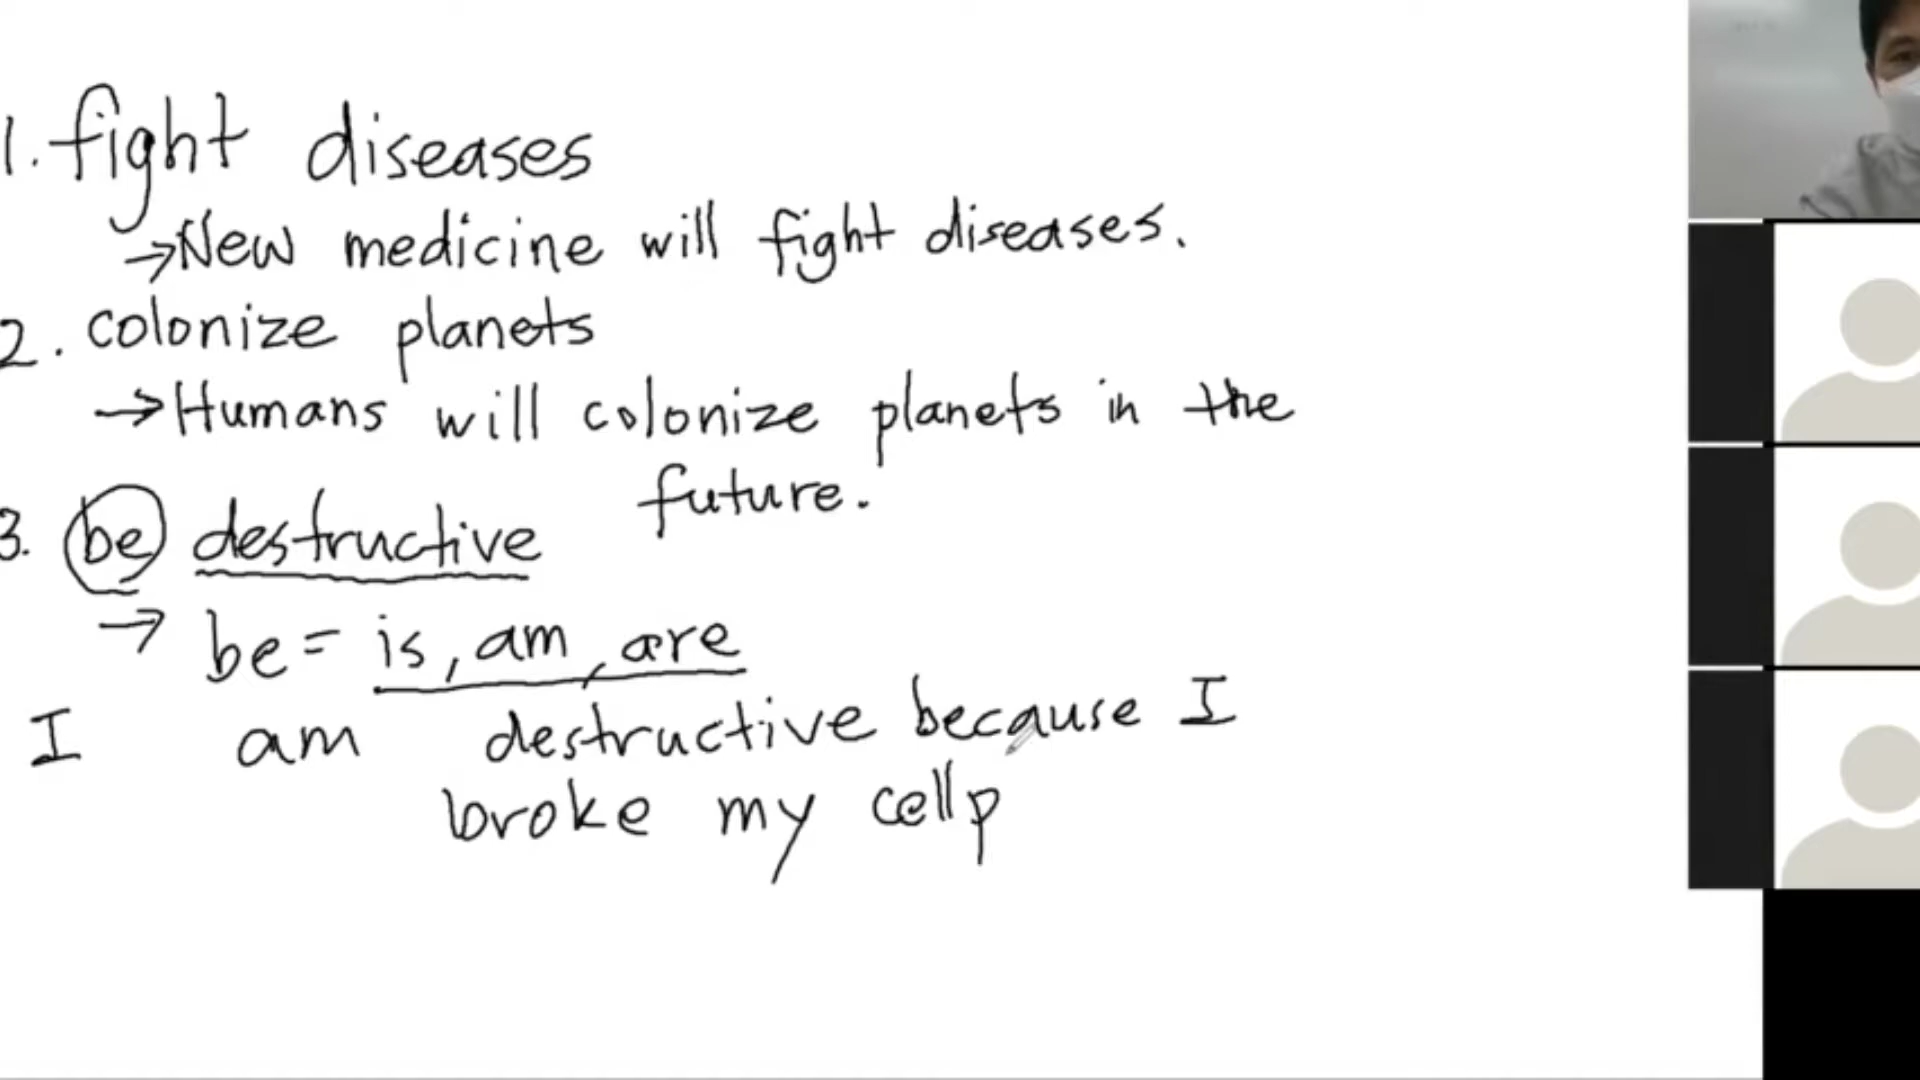 1. fight diseases
→New medicine will fight diseases.
2. colonize planets
→Humans will colonize planets in the
future.
3. be destructive
→ be = is, am, are
I am destructive because I
broke my cellp